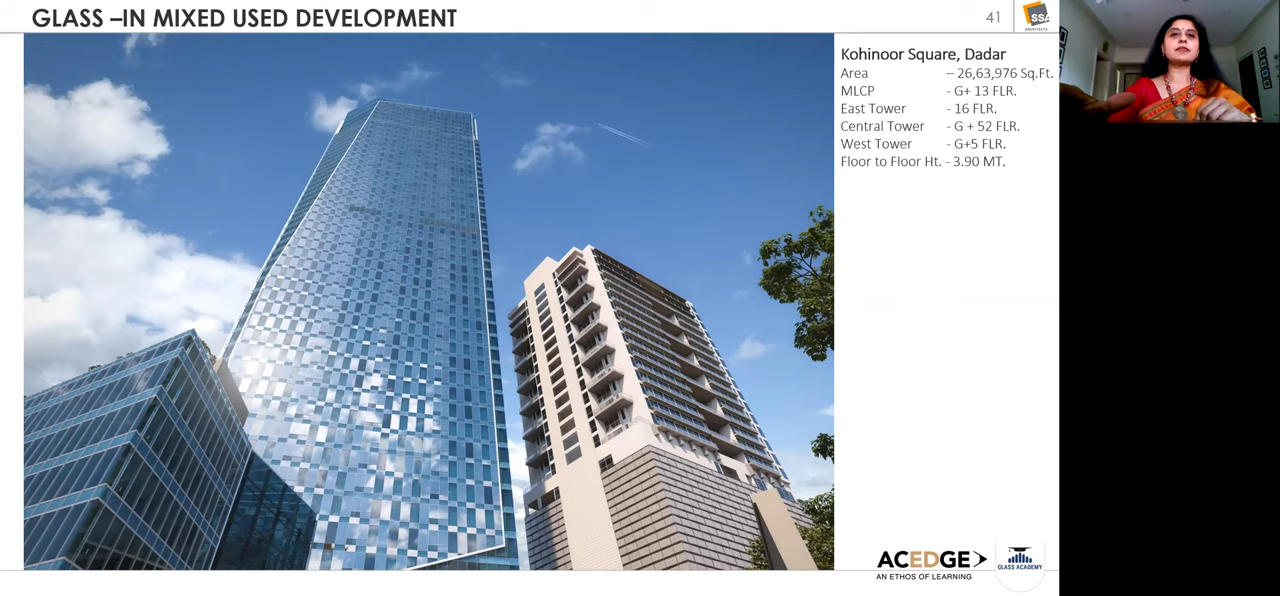 GLASS –IN MIXED USED DEVELOPMENT
41
SSA
ARCHITECTS
Kohinoor Square, Dadar
Area – 26,63,976 Sq.Ft.
MLCP - G+ 13 FLR.
East Tower - 16 FLR.
Central Tower - G + 52 FLR.
West Tower - G+5 FLR.
Floor to Floor Ht. - 3.90 MT.
ACEDGE
AN ETHOS OF LEARNING
GLASS ACADEMY